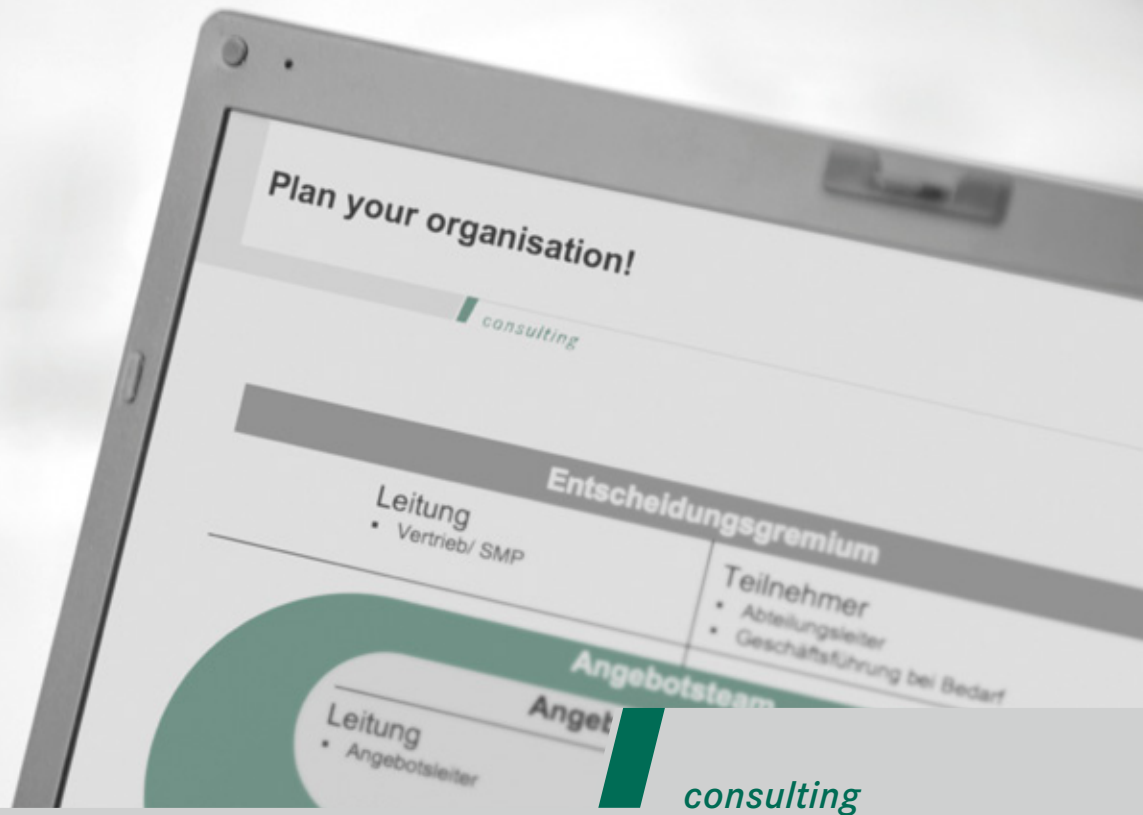 Plan your organisation!
consulting
Entscheidungsgremium
Leitung
▪ Vertrieb/ SMP
Teilnehmer
▪ Abteilungsleiter
▪ Geschäftsführung bei Bedarf
Angebotsteam
Leitung
▪ Angebotsleiter
consulting